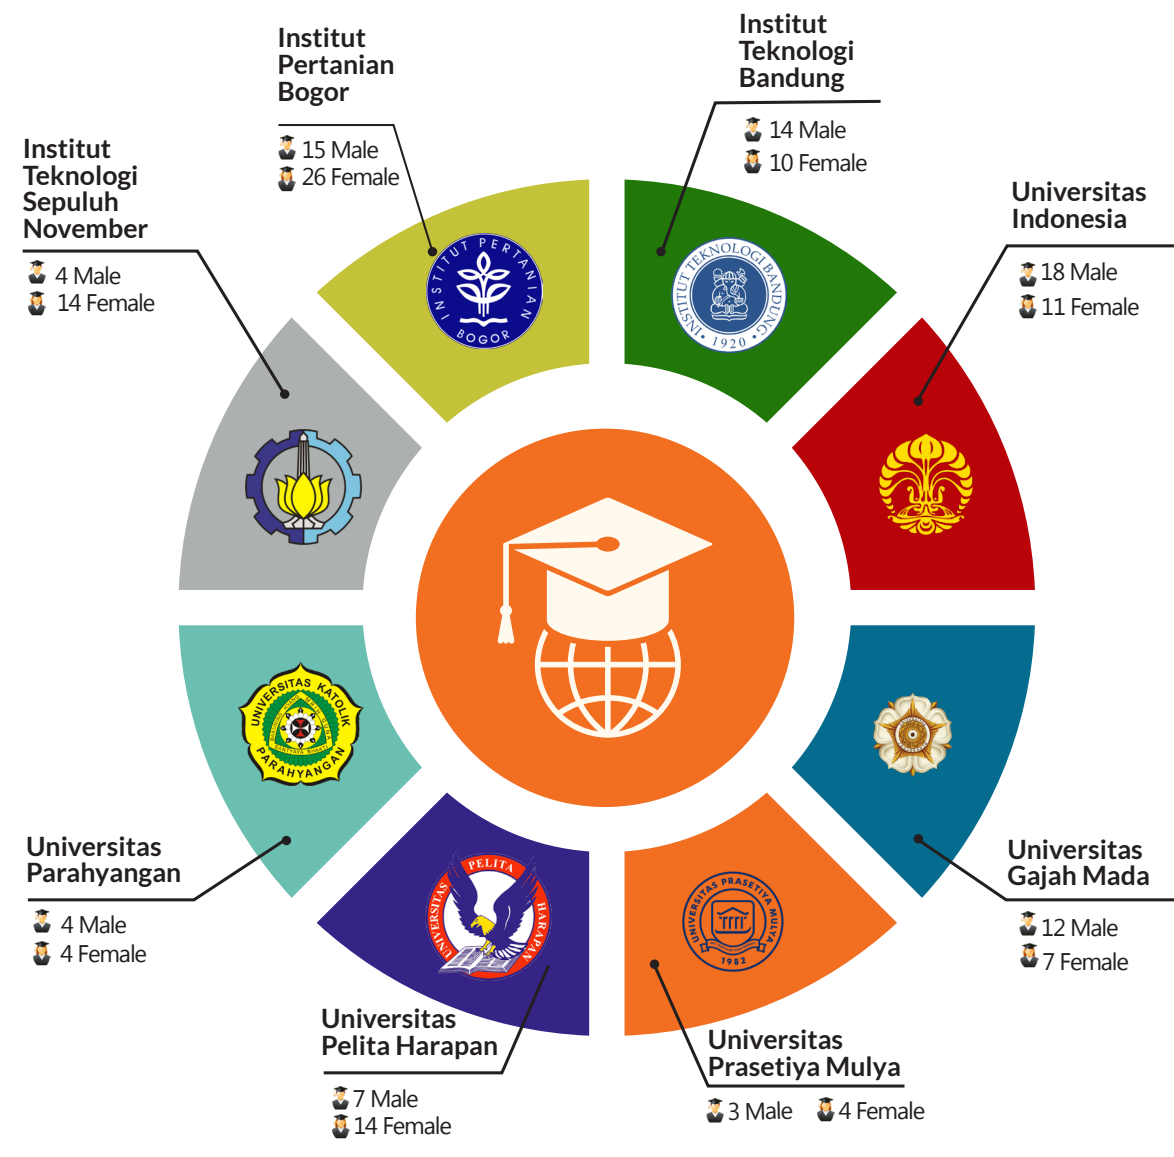 Institut
Pertanian
Bogor
15 Male
26 Female
Institut
Teknologi
Bandung
14 Male
10 Female
Institut
Teknologi
Sepuluh
November
4 Male
14 Female
Universitas
Indonesia
18 Male
11 Female
INSTITUT PERTANIAN
BOGOR
INSTITUT TEKNOLOGI BANDUNG
1920
UNIVERSITAS KATOLIK
PARAHYANGAN
UNIVERSITAS PELITA HARAPAN
UNIVERSITAS PRASETIYA MULYA
1982
Universitas
Parahyangan
4 Male
4 Female
Universitas
Gajah Mada
12 Male
7 Female
Universitas
Pelita Harapan
7 Male
14 Female
Universitas
Prasetiya Mulya
3 Male
4 Female